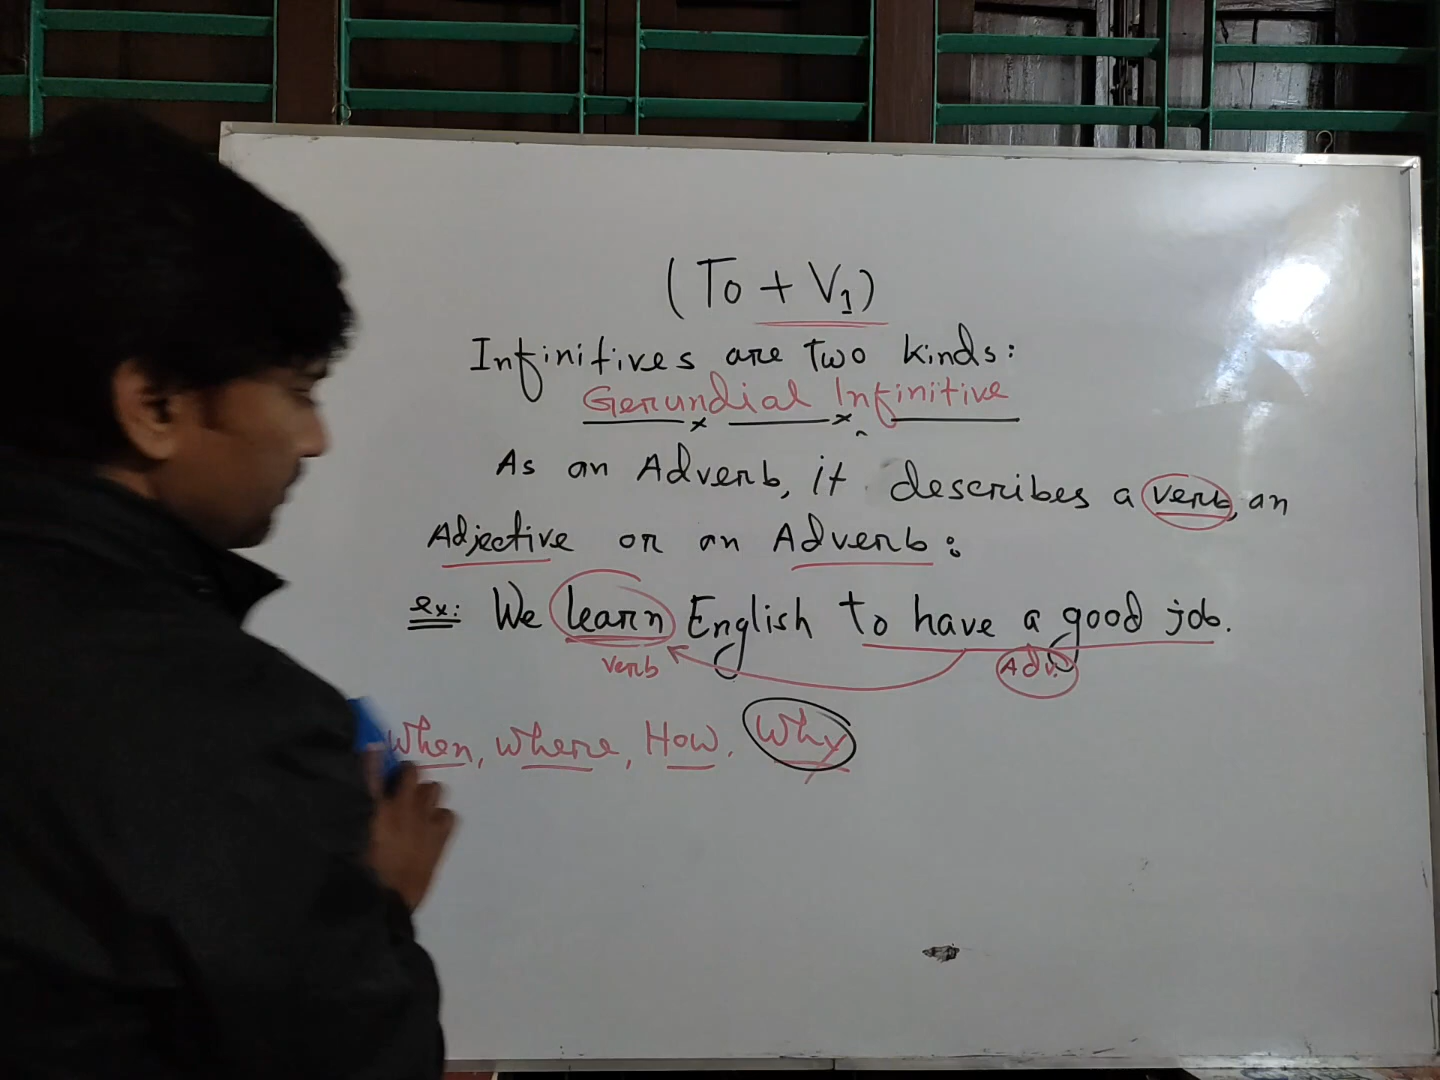 (To + V1)
Infinitives are Two kinds:
Gerundial Infinitive
As an Adverb, it describes a verb, an
Adjective or an Adverb:
ex: We learn English to have a good job.
verb Adv.
When, where, How, Why